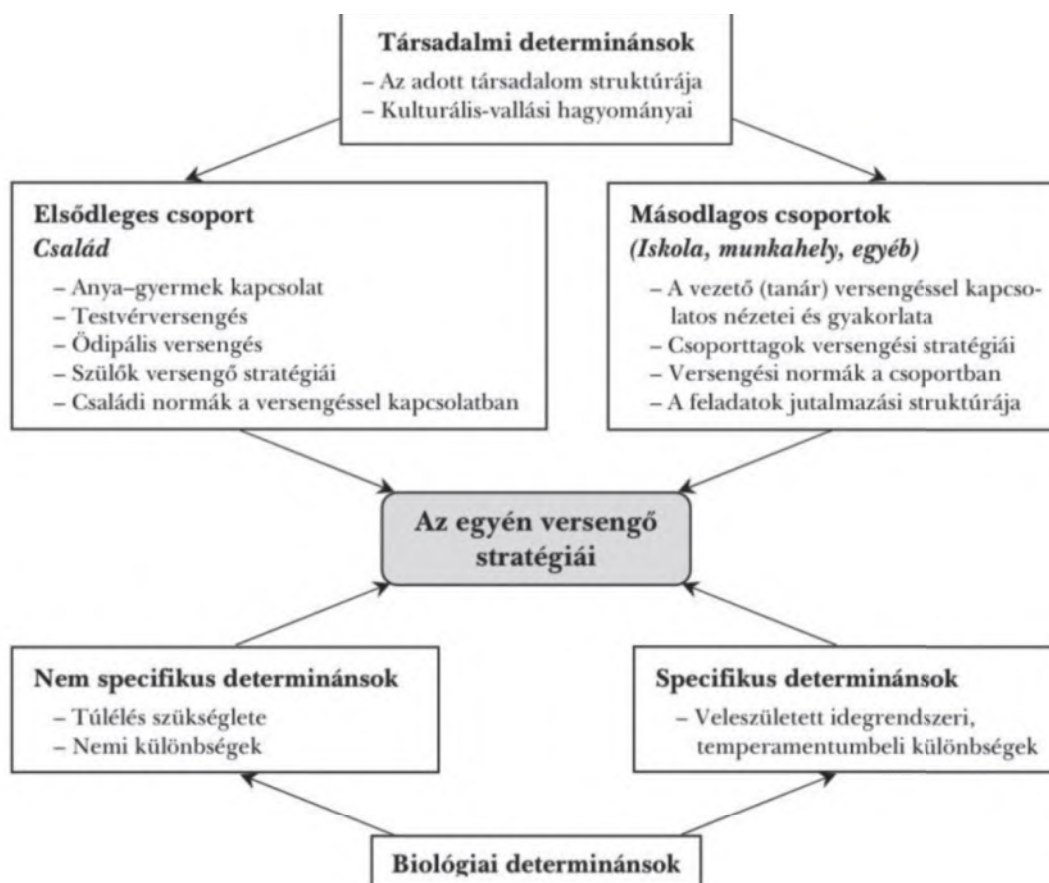 Társadalmi determinánsok
– Az adott társadalom struktúrája
– Kulturális-vallási hagyományai
Elsődleges csoport
Család
– Anya–gyermek kapcsolat
– Testvérversengés
– Ödipális versengés
– Szülők versengő stratégiái
– Családi normák a versengéssel kapcsolatban
Másodlagos csoportok
(Iskola, munkahely, egyéb)
– A vezető (tanár) versengéssel kapcso-
latos nézetei és gyakorlata
– Csoporttagok versengési stratégiái
– Versengési normák a csoportban
– A feladatok jutalmazási struktúrája
Az egyén versengő
stratégiái
Nem specifikus determinánsok
– Túlélés szükséglete
– Nemi különbségek
Specifikus determinánsok
– Veleszületett idegrendszeri,
temperamentumbeli különbségek
Biológiai determinánsok